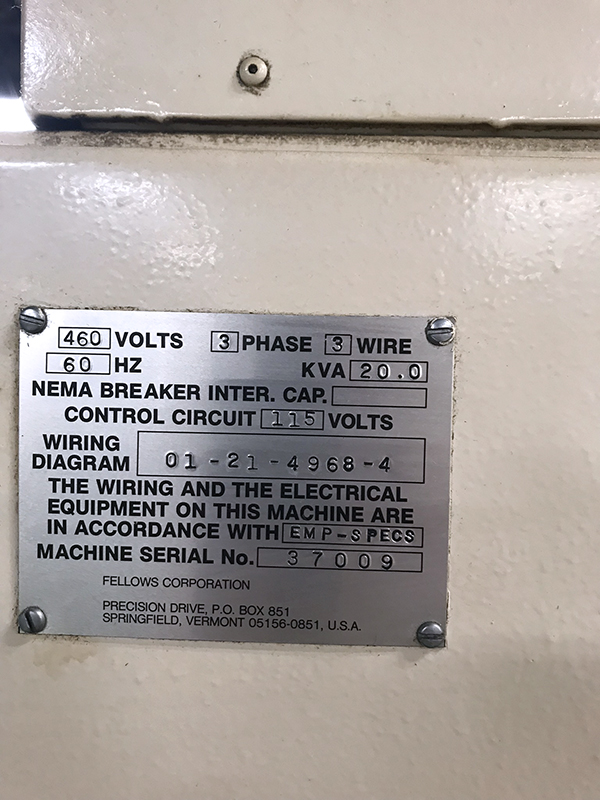 460 VOLTS 3 PHASE 3 WIRE
60 HZ KVA 20.0
NEMA BREAKER INTER. CAP.
CONTROL CIRCUIT 115 VOLTS
WIRING DIAGRAM 01-21-4968-4
THE WIRING AND THE ELECTRICAL
EQUIPMENT ON THIS MACHINE ARE
IN ACCORDANCE WITH EMP-SPECS
MACHINE SERIAL No. 37009
FELLOWS CORPORATION
PRECISION DRIVE, P.O. BOX 851
SPRINGFIELD, VERMONT 05156-0851, U.S.A.